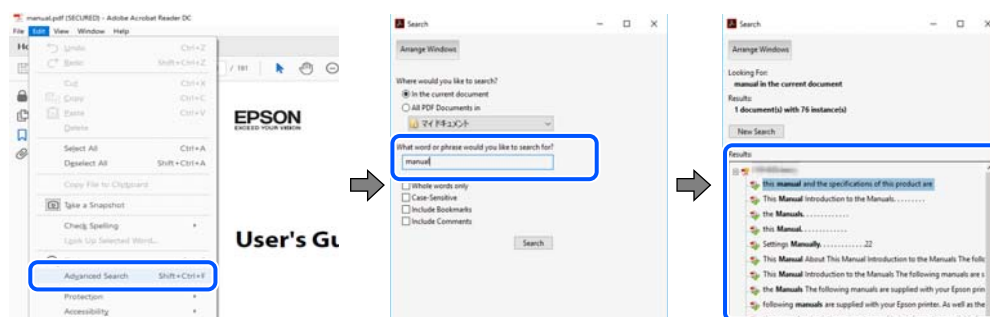 manual.pdf (SECURED) - Adobe Acrobat Reader DC
File Edit View Window Help
Undo Ctrl+Z
Redo Shift+Ctrl+Z
Cut Ctrl+X
Copy Ctrl+C
Paste Ctrl+V
Delete
Select All Ctrl+A
Deselect All Shift+Ctrl+A
Copy File to Clipboard
Take a Snapshot
Check Spelling
Look Up Selected Word...
Advanced Search Shift+Ctrl+F
Protection
Accessibility
/ 181
EPSON
EXCEED YOUR VISION
User's Gu
Search
Arrange Windows
Where would you like to search?
In the current document
All PDF Documents in
マイ ドキュメント
What word or phrase would you like to search for?
manual
Whole words only
Case-Sensitive
Include Bookmarks
Include Comments
Search
Search
Arrange Windows
Looking For:
manual in the current document
Results:
1 document(s) with 76 instance(s)
New Search
Results:
this manual and the specifications of this product are
This Manual Introduction to the Manuals. . . . . . . . .
the Manuals. . . . . . . . . . . . .
this Manual. . . . . . . . . . . . .
Settings Manually. . . . . . . . . . . . .22
This Manual About This Manual Introduction to the Manuals The follo
This Manual Introduction to the Manuals The following manuals are s
the Manuals The following manuals are supplied with your Epson prin
following manuals are supplied with your Epson printer. As well as the